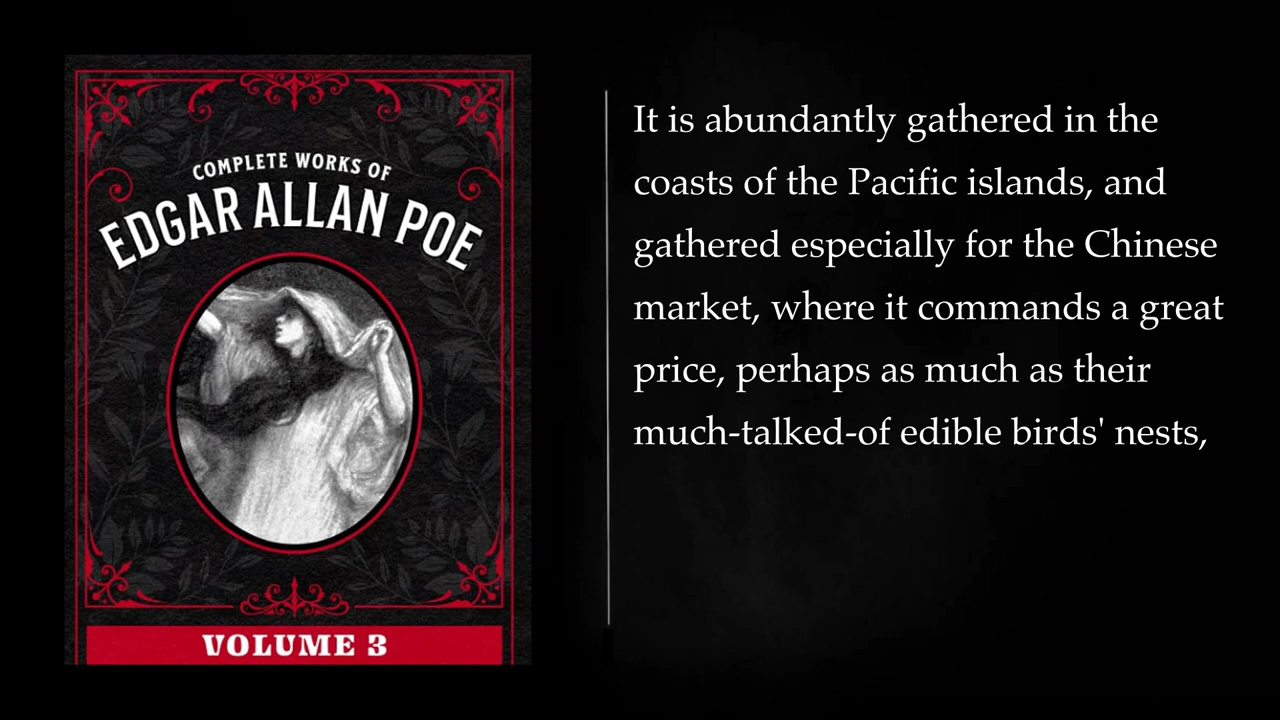 COMPLETE WORKS OF
EDGAR ALLAN POE
VOLUME 3
It is abundantly gathered in the
coasts of the Pacific islands, and
gathered especially for the Chinese
market, where it commands a great
price, perhaps as much as their
much-talked-of edible birds' nests,